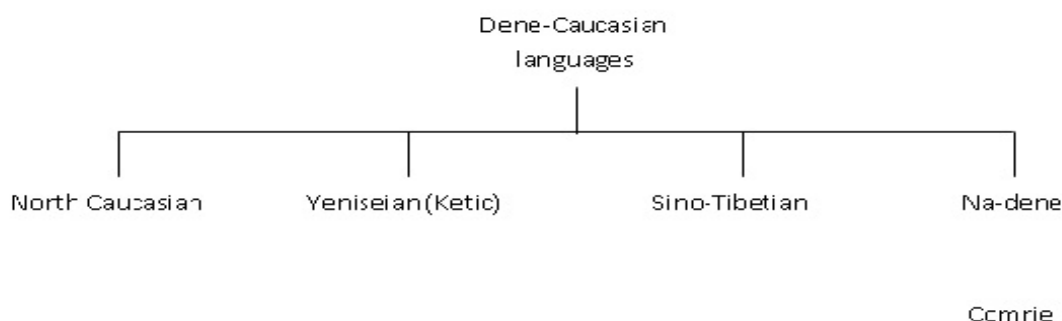 Dene-Caucasian
languages
North Caucasian
Yeniseian (Ketic)
Sino-Tibetian
Na-dene
Comrie